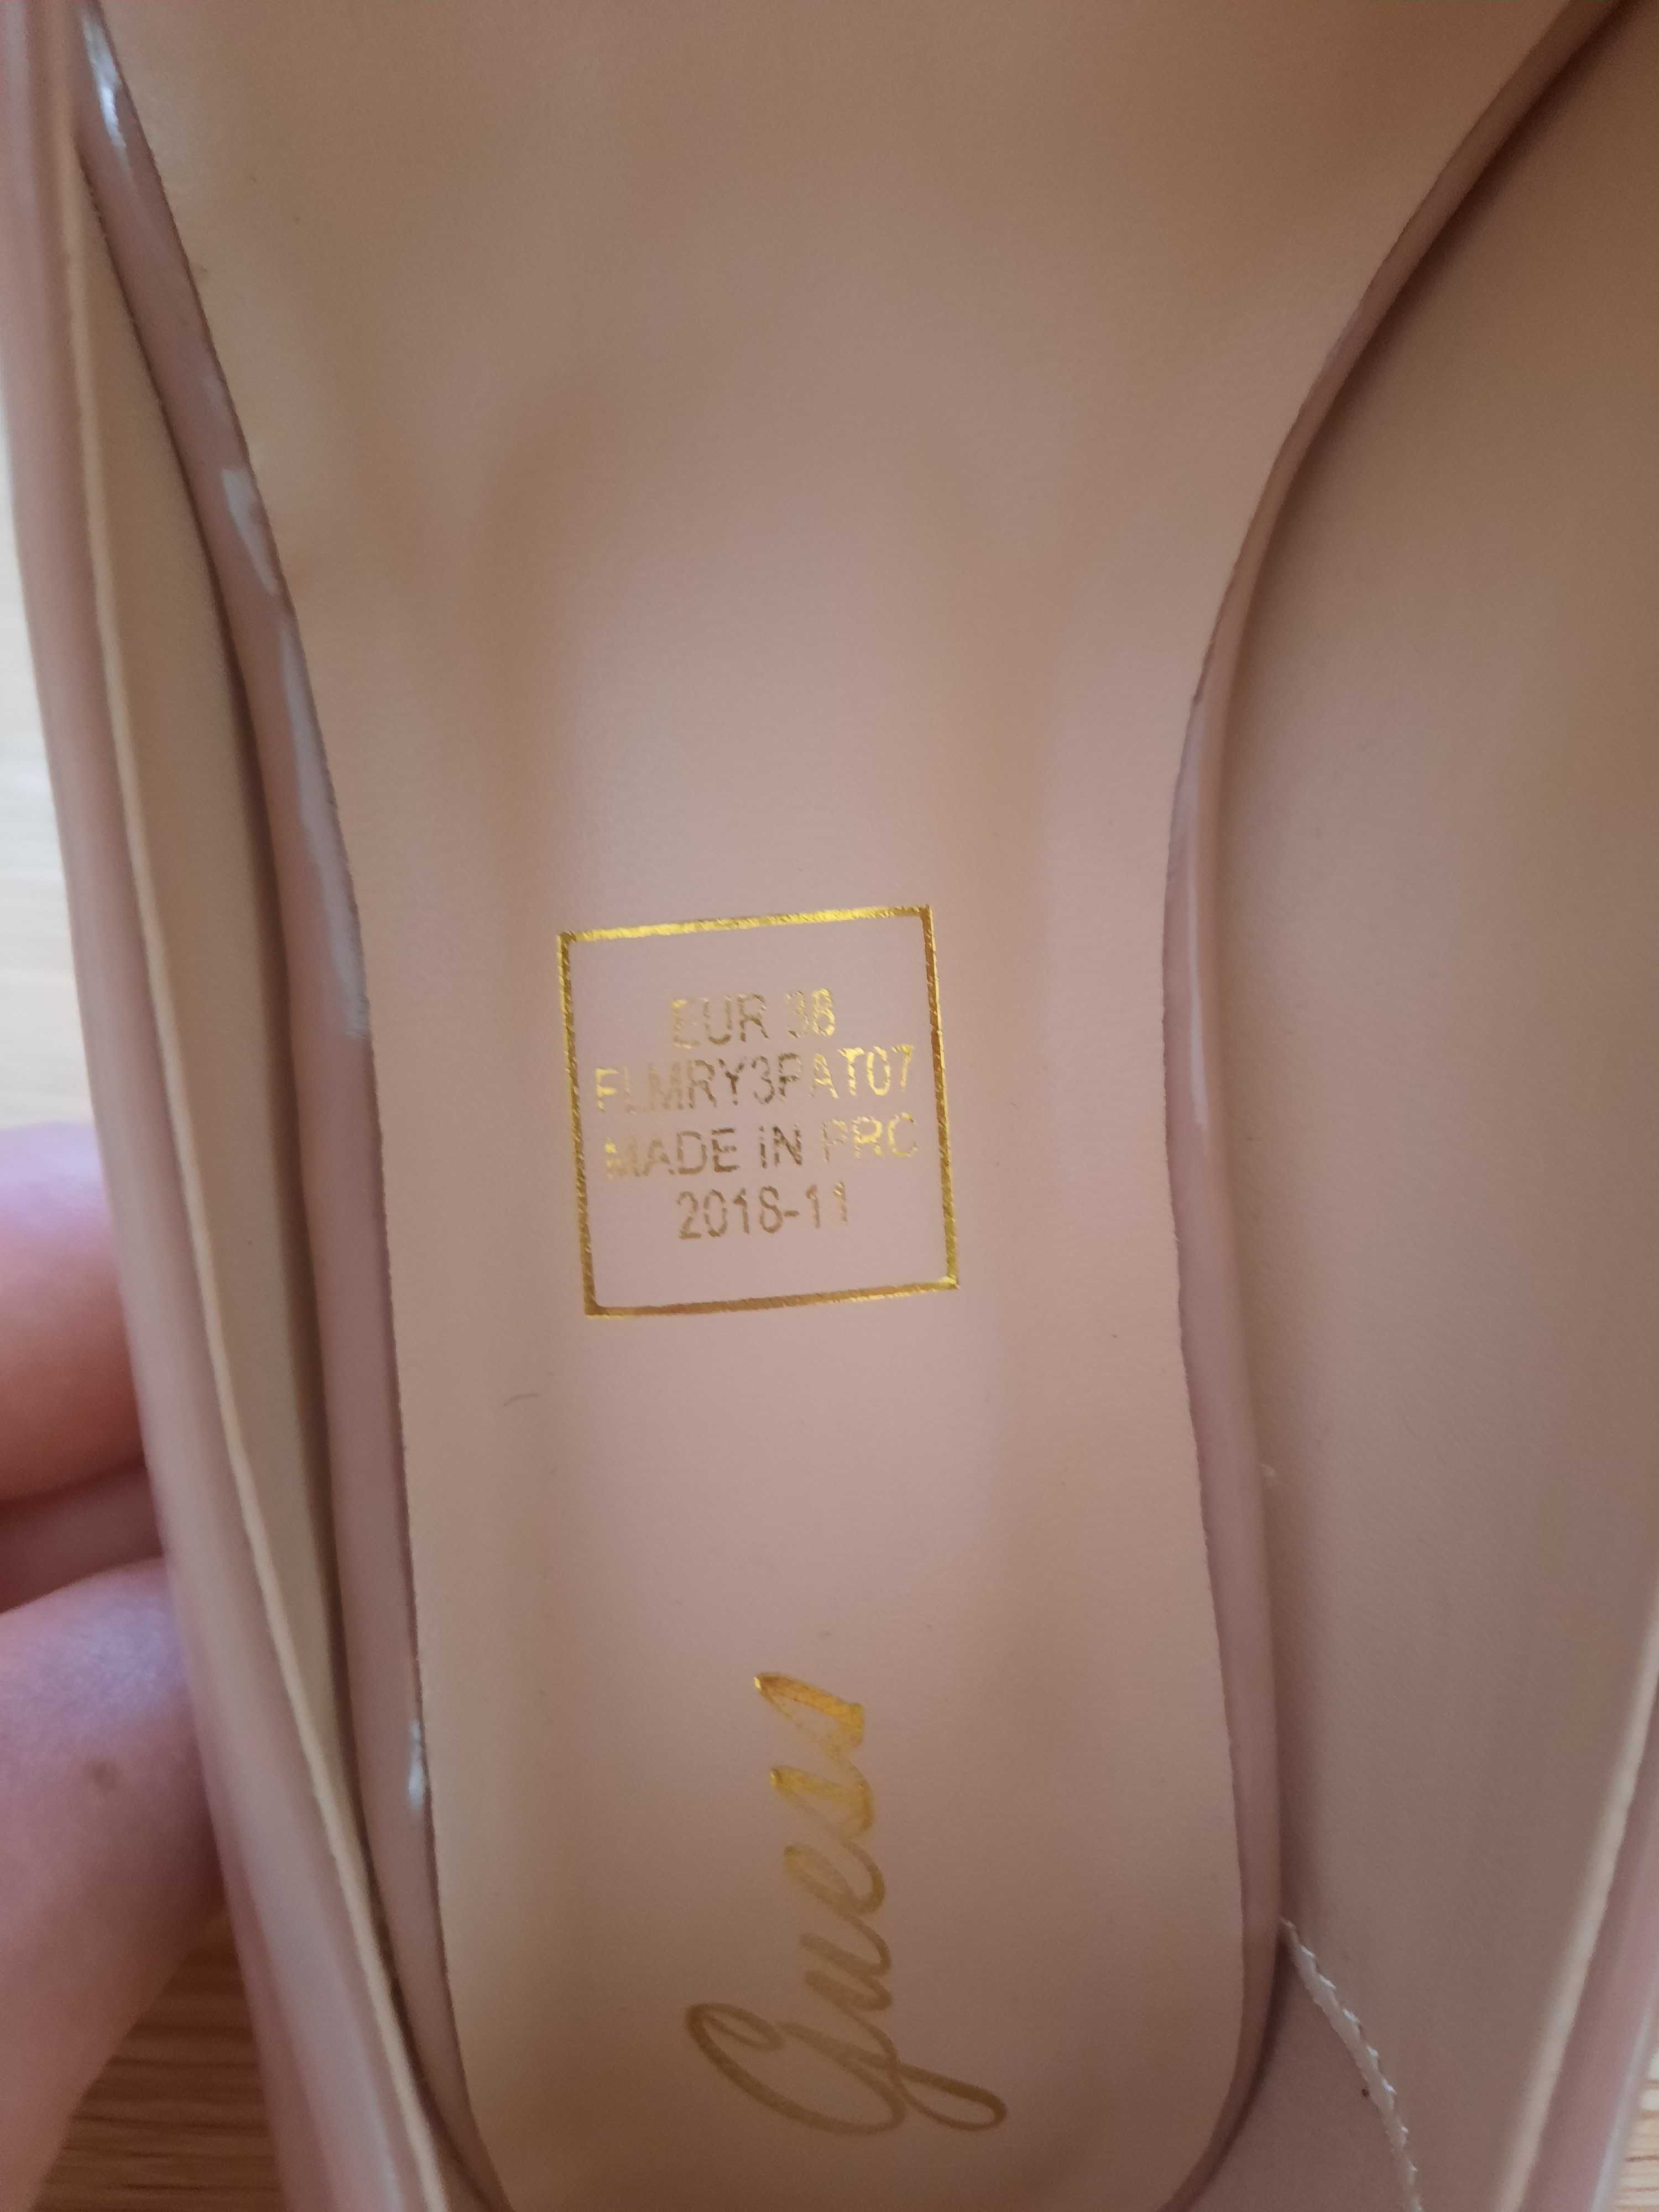 EUR 38
FLMRY3PAT07
MADE IN PRC
2018-11
Guess